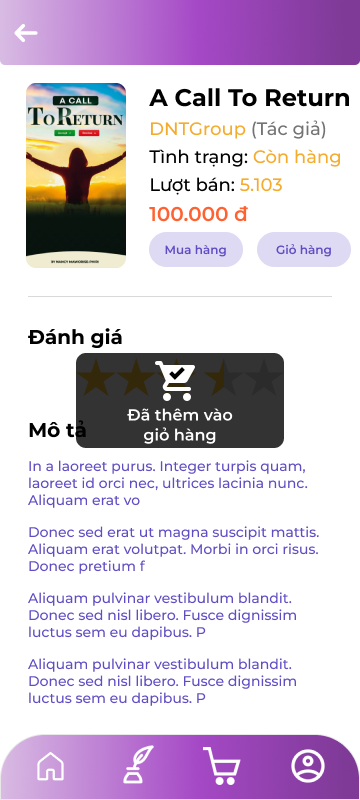 A CALL
TO RETURN
BY NANCY MAWORERA PRIDE
A Call To Return
DNTGroup (Tác giả)
Tình trạng: Còn hàng
Lượt bán: 5.103
100.000 đ
Mua hàng
Giỏ hàng
Đánh giá
Đã thêm vào
giỏ hàng
Mô tả
In a laoreet purus. Integer turpis quam,
laoreet id orci nec, ultrices lacinia nunc.
Aliquam erat vo
Donec sed erat ut magna suscipit mattis.
Aliquam erat volutpat. Morbi in orci risus.
Donec pretium f
Aliquam pulvinar vestibulum blandit.
Donec sed nisl libero. Fusce dignissim
luctus sem eu dapibus. P
Aliquam pulvinar vestibulum blandit.
Donec sed nisl libero. Fusce dignissim
luctus sem eu dapibus. P